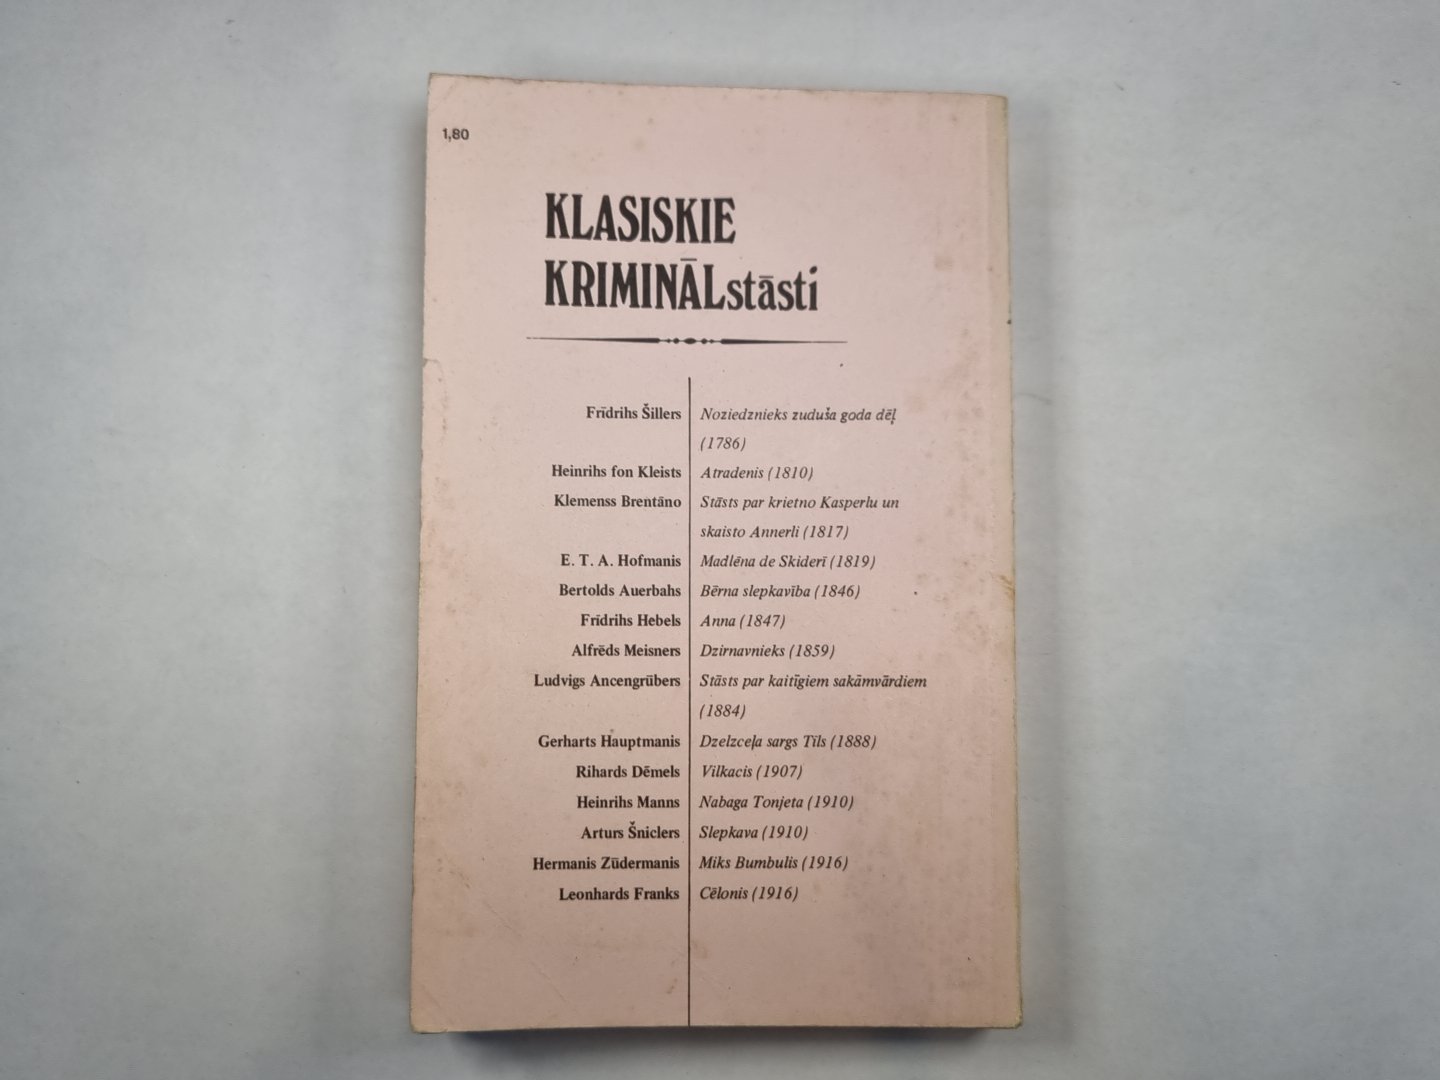 1,80
KLASISKIE
KRIMINĀLstāsti
Frīdrihs Šillers Noziedznieks zuduša goda dēļ
(1786)
Heinrihs fon Kleists Atradenis (1810)
Klemenss Brentāno Stāsts par krietno Kasperlu un
skaisto Annerli (1817)
E. T. A. Hofmanis Madlēna de Skiderī (1819)
Bertolds Auerbahs Bērna slepkavība (1846)
Frīdrihs Hebels Anna (1847)
Alfrēds Meisners Dzirnavnieks (1859)
Ludvigs Ancengrūbers Stāsts par kaitīgiem sakāmvārdiem
(1884)
Gerharts Hauptmanis Dzelzceļa sargs Tīls (1888)
Rihards Dēmels Vilkacis (1907)
Heinrihs Manns Nabaga Tonjeta (1910)
Arturs Šniclers Slepkava (1910)
Hermanis Zūdermanis Miks Bumbulis (1916)
Leonhards Franks Cēlonis (1916)